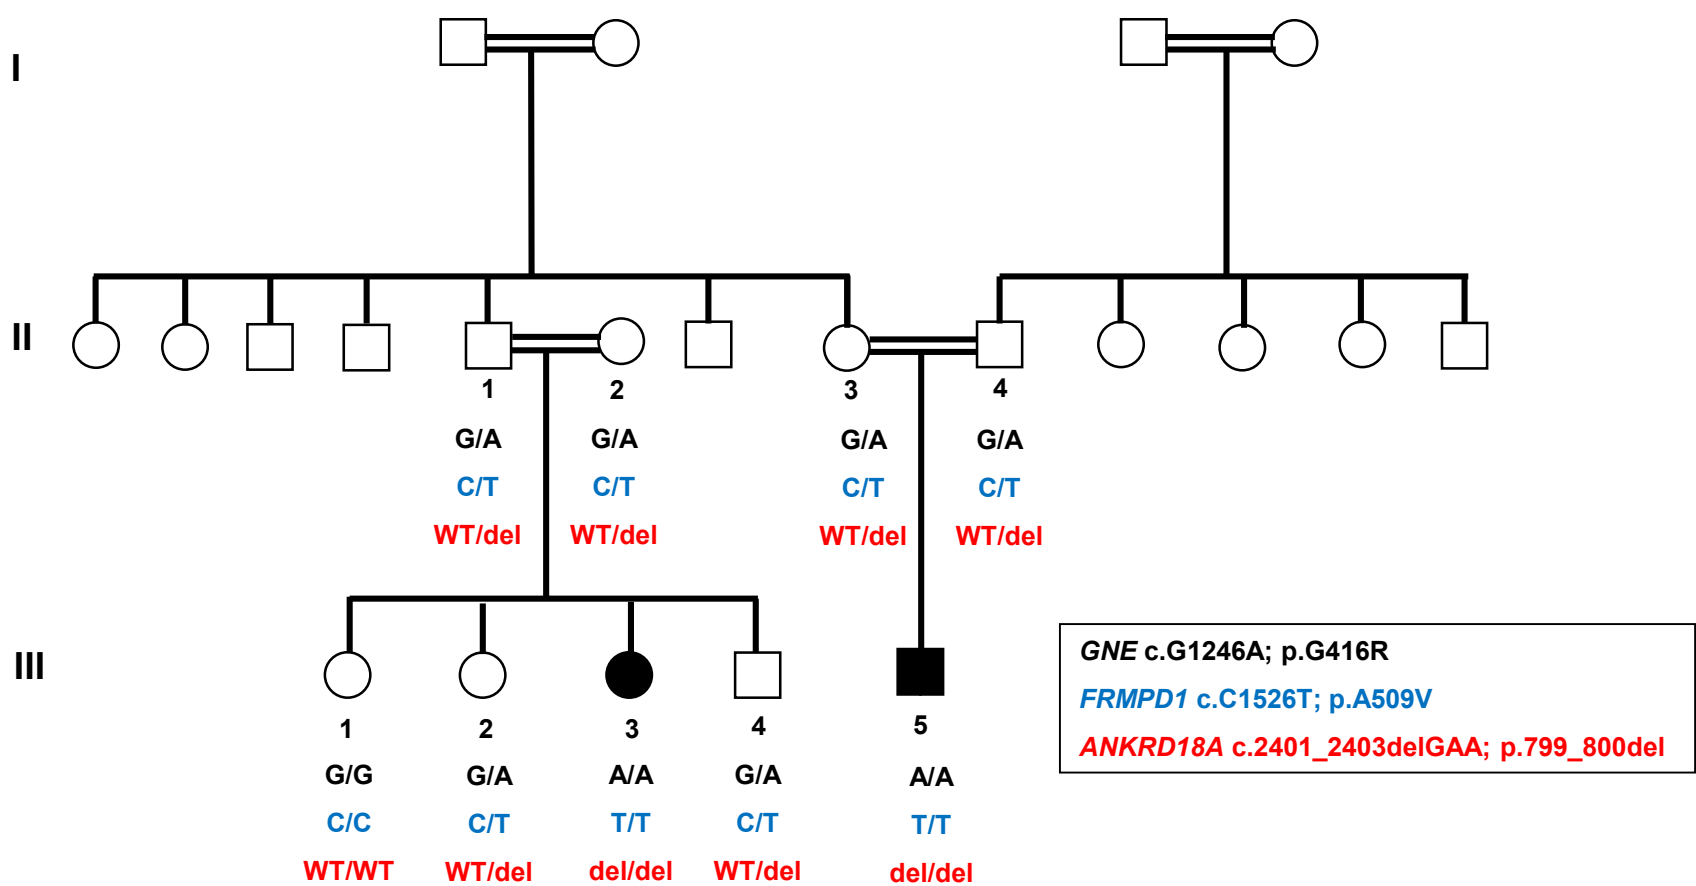 I
II
1 2 3 4
G/A G/A G/A G/A
C/T C/T C/T C/T
WT/del WT/del WT/del WT/del
III
1 2 3 4 5
G/G G/A A/A G/A A/A
C/C C/T T/T C/T T/T
WT/WT WT/del del/del WT/del del/del
GNE c.G1246A; p.G416R
FRMPD1 c.C1526T; p.A509V
ANKRD18A c.2401_2403delGAA; p.799_800del